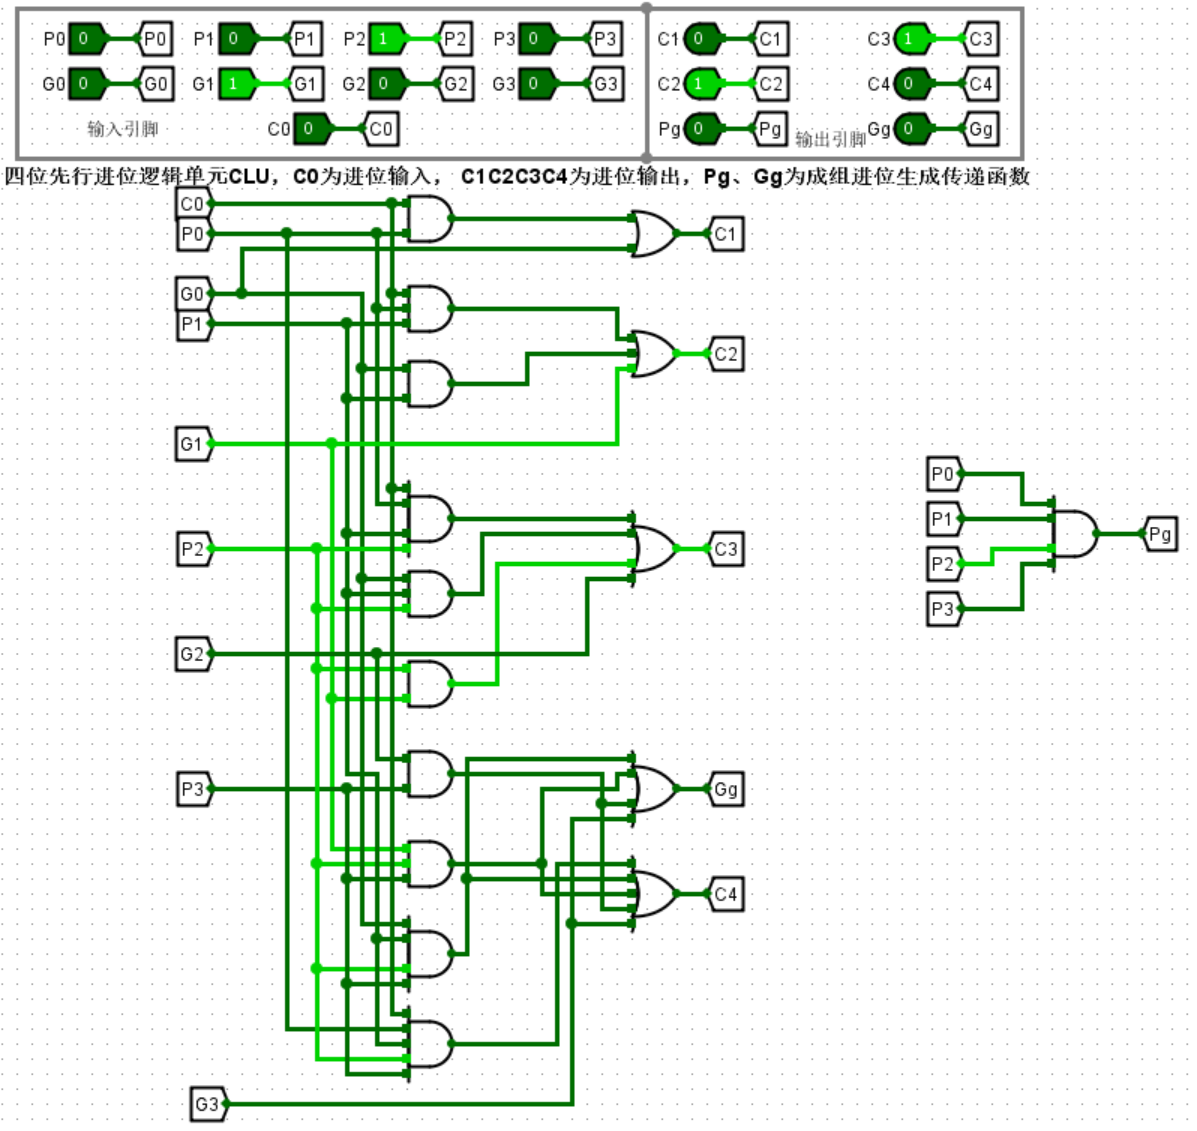 P0 0 P0 P1 0 P1 P2 1 P2 P3 0 P3 C1 0 C1 C3 1 C3
G0 0 G0 G1 1 G1 G2 0 G2 G3 0 G3 C2 1 C2 C4 0 C4
输入引脚 C0 0 C0 Pg 0 Pg 输出引脚 Gg 0 Gg
四位先行进位逻辑单元CLU，C0为进位输入， C1C2C3C4为进位输出，Pg、Gg为成组进位生成传递函数
C0
P0 C1
G0
P1
C2
G1
P0
P1
Pg
P2 C3
P2
P3
G2
P3 Gg
C4
G3